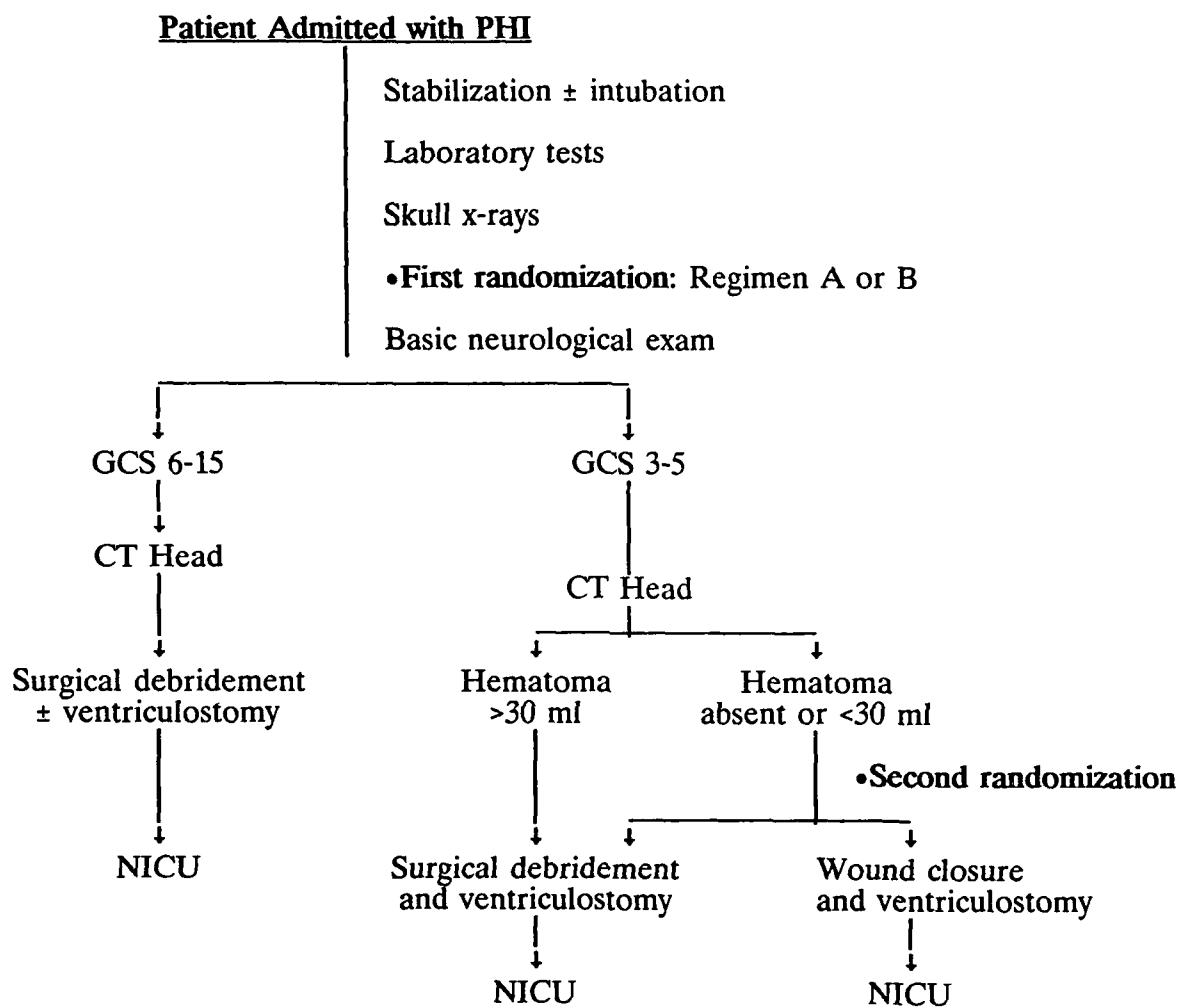 Patient Admitted with PHI
Stabilization ± intubation
Laboratory tests
Skull x-rays
•First randomization: Regimen A or B
Basic neurological exam
GCS 6-15
GCS 3-5
CT Head
CT Head
Surgical debridement
± ventriculostomy
Hematoma
>30 ml
Hematoma
absent or <30 ml
•Second randomization
NICU
Surgical debridement
and ventriculostomy
Wound closure
and ventriculostomy
NICU
NICU